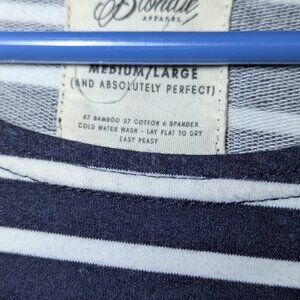 Blondie
APPAREL
MEDIUM/LARGE
(AND ABSOLUTELY PERFECT)
67 BAMBOO 27 COTTON 6 SPANDEX
COLD WATER WASH - LAY FLAT TO DRY
EASY PEASY